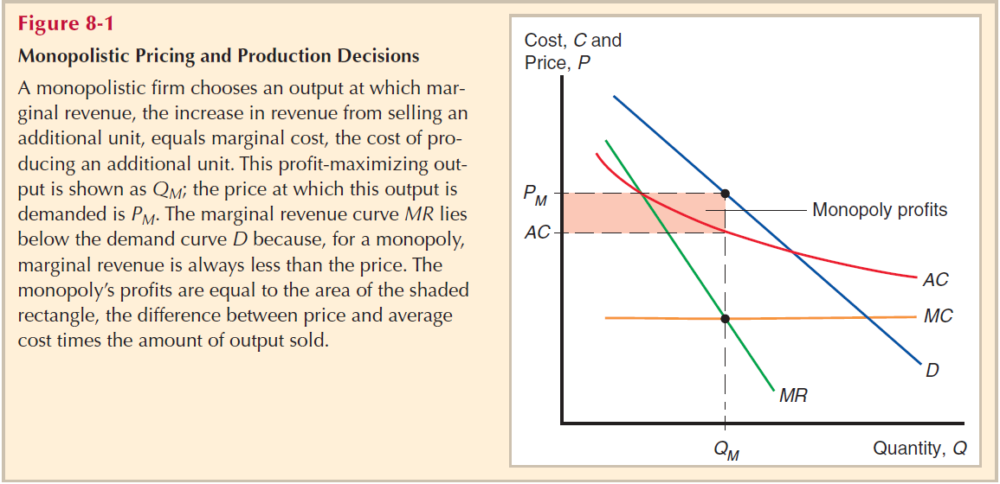 Figure 8-1
Monopolistic Pricing and Production Decisions
A monopolistic firm chooses an output at which mar-
ginal revenue, the increase in revenue from selling an
additional unit, equals marginal cost, the cost of pro-
ducing an additional unit. This profit-maximizing out-
put is shown as QM; the price at which this output is
demanded is PM. The marginal revenue curve MR lies
below the demand curve D because, for a monopoly,
marginal revenue is always less than the price. The
monopoly's profits are equal to the area of the shaded
rectangle, the difference between price and average
cost times the amount of output sold.
Cost, C and
Price, P
PM
Monopoly profits
AC
AC
MC
D
MR
QM
Quantity, Q